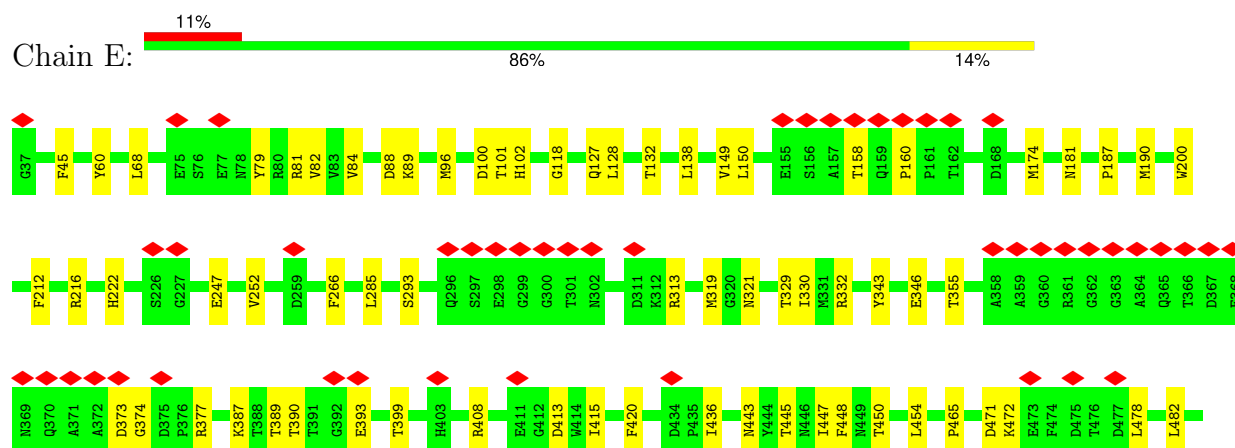 11%
Chain E:
86% 14%
G37 F45 Y60 L68 E75 S76 E77 N78 Y79 R80 R81 V82 V83 V84 D88 K89 M96 D100 T101 H102 G118 Q127 L128 T132 L138 V149 L150 E155 S156 A157 T158 Q159 P160 P161 T162 D168 M174 N181 P187 M190 W200
F212 R216 H222 S226 G227 E247 V252 D259 F266 L285 S293 Q296 S297 E298 G299 G300 T301 N302 D311 K312 R313 M319 G320 N321 T329 I330 M331 R332 Y343 E346 T355 A358 A359 G360 R361 G362 G363 A364 Q365 T366 D367
N369 Q370 A371 A372 D373 G374 D375 P376 R377 K387 T388 T389 T390 T391 G392 E393 T399 H403 R408 E411 G412 D413 W414 I415 F420 D434 P435 I436 N443 Y444 T445 N446 I447 F448 N449 T450 L454 P465 D471 K472 E473 F474 D475 T476 D477 L478 L482